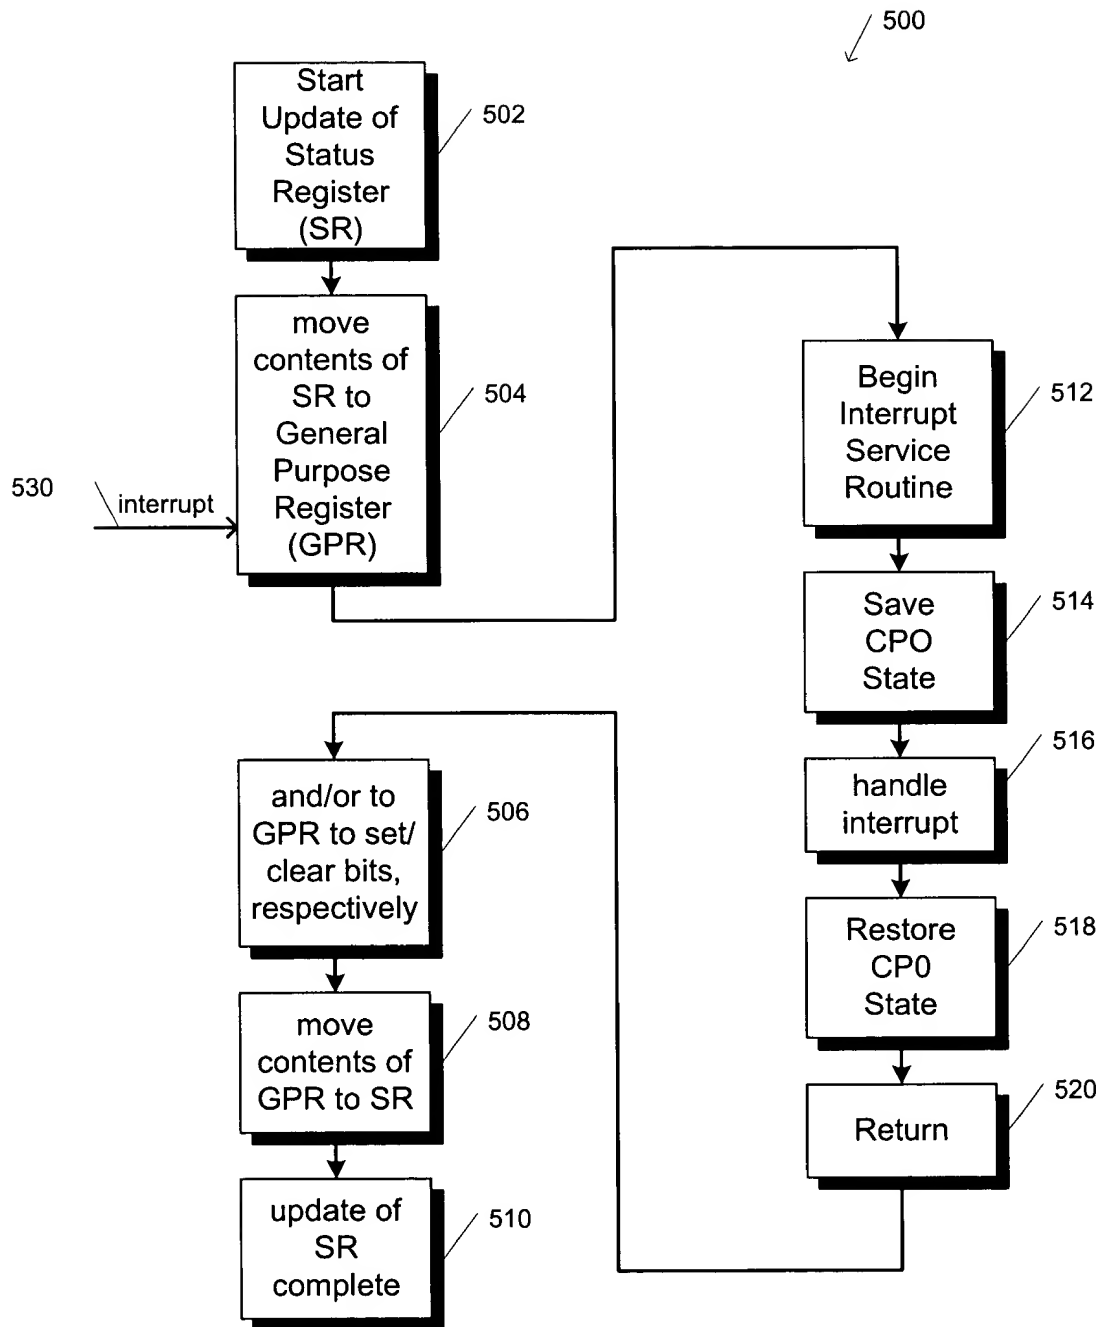 500
Start
Update of
Status
Register
(SR)
502
move
contents of
SR to
General
Purpose
Register
(GPR)
504
530
interrupt
Begin
Interrupt
Service
Routine
512
Save
CPO
State
514
handle
interrupt
516
Restore
CP0
State
518
Return
520
and/or to
GPR to set/
clear bits,
respectively
506
move
contents of
GPR to SR
508
update of
SR
complete
510